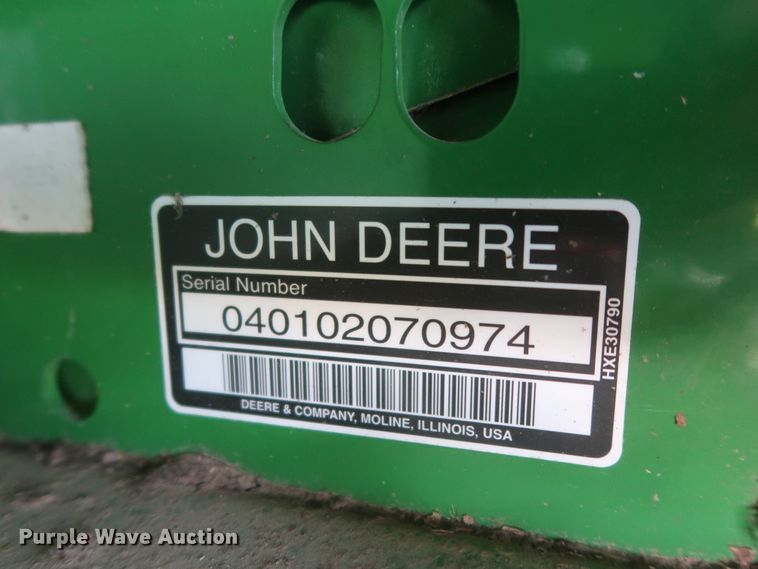 JOHN DEERE
Serial Number
040102070974
HXE30790
DEERE & COMPANY, MOLINE, ILLINOIS, USA
Purple Wave Auction